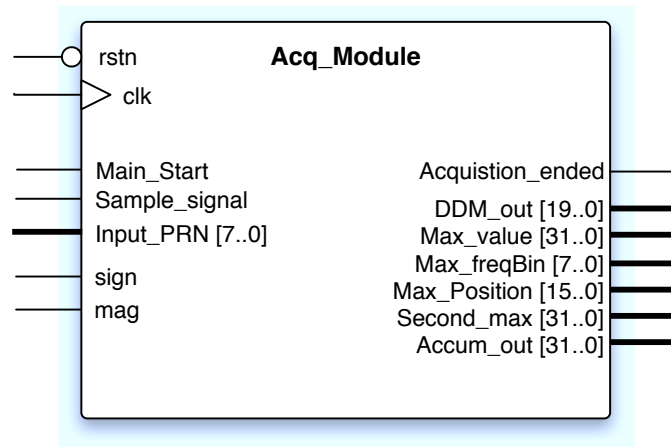 Acq_Module
rstn
clk
Main_Start
Sample_signal
Input_PRN [7..0]
sign
mag
Acquistion_ended
DDM_out [19..0]
Max_value [31..0]
Max_freqBin [7..0]
Max_Position [15..0]
Second_max [31..0]
Accum_out [31..0]